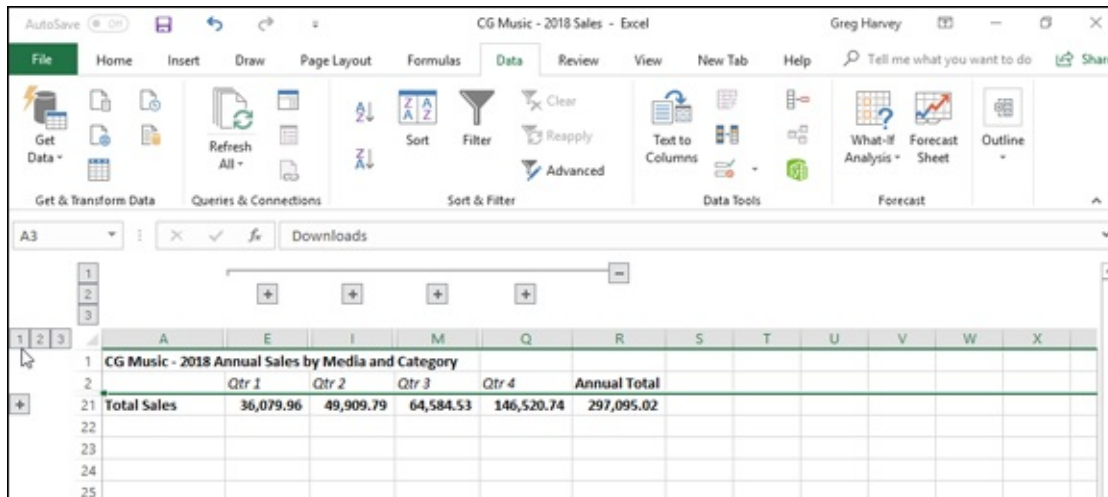 AutoSave Off CG Music - 2018 Sales - Excel Greg Harvey
File Home Insert Draw Page Layout Formulas Data Review View New Tab Help Tell me what you want to do Shar
Get Data
Refresh All
Sort
Filter
Clear
Reapply
Advanced
Text to Columns
What-If Analysis
Forecast Sheet
Outline
Get & Transform Data Queries & Connections Sort & Filter Data Tools Forecast
A3 fx Downloads
1
2
3
1 2 3 A E I M Q R S T U V W X
1 CG Music - 2018 Annual Sales by Media and Category
2 Qtr 1 Qtr 2 Qtr 3 Qtr 4 Annual Total
21 Total Sales 36,079.96 49,909.79 64,584.53 146,520.74 297,095.02
22
23
24
25